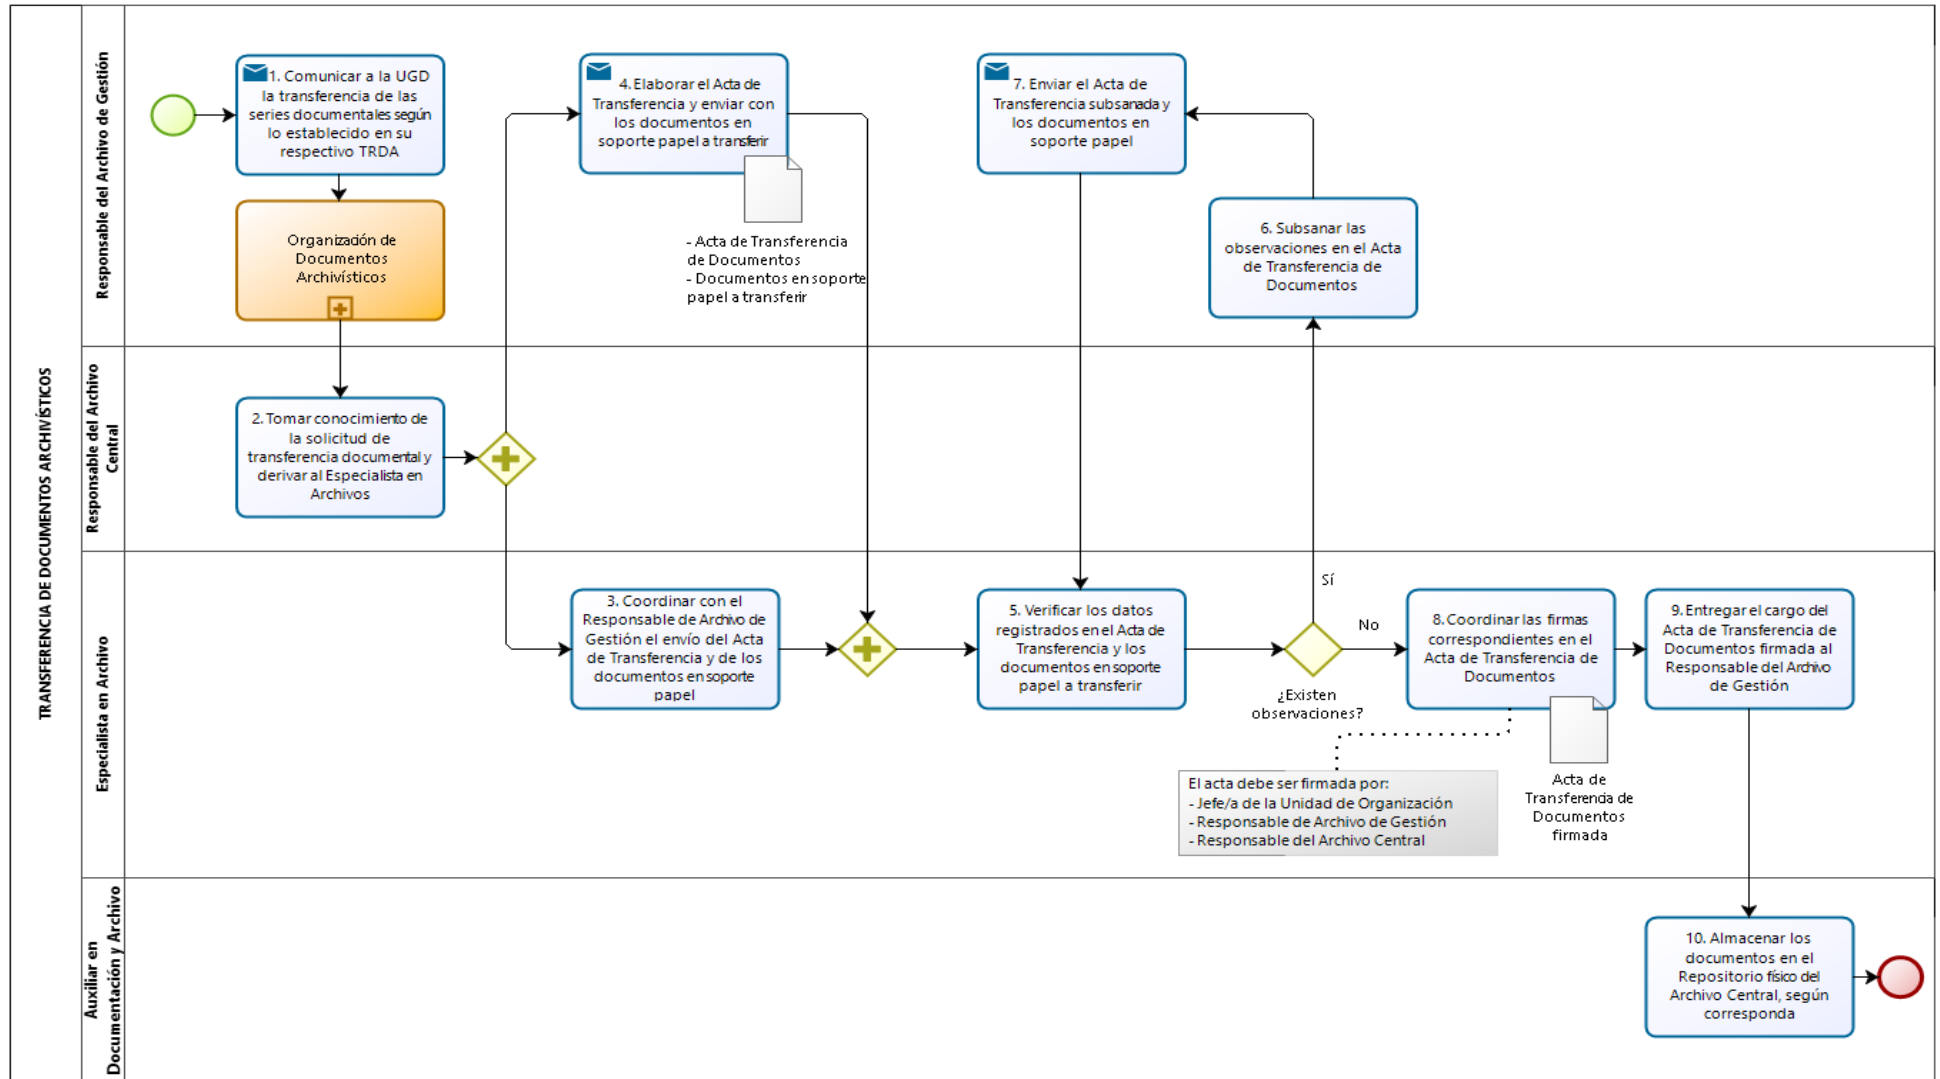 TRANSFERENCIA DE DOCUMENTOS ARCHIVÍSTICOS
Responsable del Archivo de Gestión
1. Comunicar a la UGD
la transferencia de las
series documentales según
lo establecido en su
respectivo TRDA
Organización de
Documentos
Archivísticos
4. Elaborar el Acta de
Transferencia y enviar con
los documentos en
soporte papel a transferir
- Acta de Transferencia
de Documentos
- Documentos en soporte
papel a transferir
7. Enviar el Acta de
Transferencia subsanada y
los documentos en
soporte papel
6. Subsanar las
observaciones en el Acta
de Transferencia de
Documentos
Responsable del Archivo
Central
2. Tomar conocimiento de
la solicitud de
transferencia documental y
derivar al Especialista en
Archivos
Especialista en Archivo
3. Coordinar con el
Responsable de Archivo de
Gestión el envío del Acta
de Transferencia y de los
documentos en soporte
papel
5. Verificar los datos
registrados en el Acta de
Transferencia y los
documentos en soporte
papel a transferir
Sí
No
¿Existen
observaciones?
8. Coordinar las firmas
correspondientes en el
Acta de Transferencia de
Documentos
9. Entregar el cargo del
Acta de Transferencia de
Documentos firmada al
Responsable del Archivo
de Gestión
El acta debe ser firmada por:
- Jefe/a de la Unidad de Organización
- Responsable de Archivo de Gestión
- Responsable del Archivo Central
Acta de
Transferencia de
Documentos
firmada
Auxiliar en
Documentación y Archivo
10. Almacenar los
documentos en el
Repositorio físico del
Archivo Central, según
corresponda